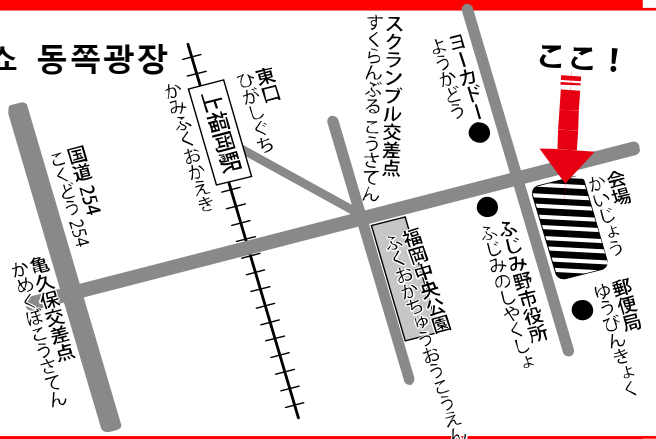 소 동쪽광장
ここ！
スクランブル交差点
すくらんぶる こうさてん
ヨーカドー
ようかどう
東口
ひがしぐち
上福岡駅
かみふくおかえき
国道 254
こくどう 254
会場
かいじょう
福岡中央公園
ふくおかちゅうおうこうえん
ふじみ野市役所
ふじみのしやくしょ
郵便局
ゆうびんきょく
亀久保交差点
かめくぼこうさてん